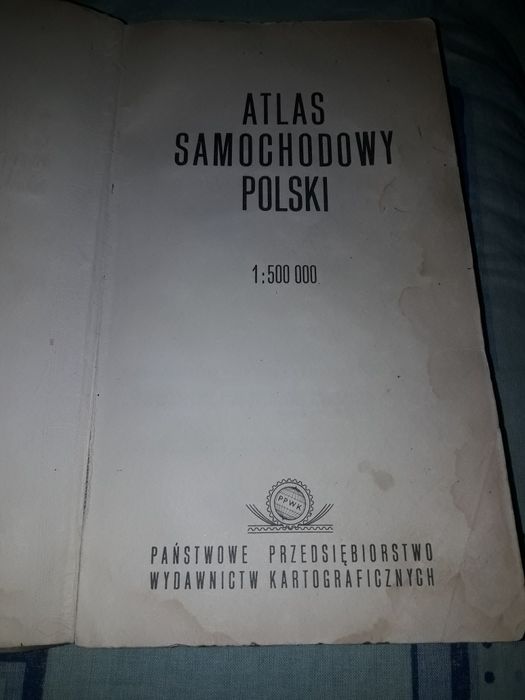 ATLAS
SAMOCHODOWY
POLSKI
1:500 000
PPWK
PAŃSTWOWE PRZEDSIĘBIORSTWO
WYDAWNICTW KARTOGRAFICZNYCH